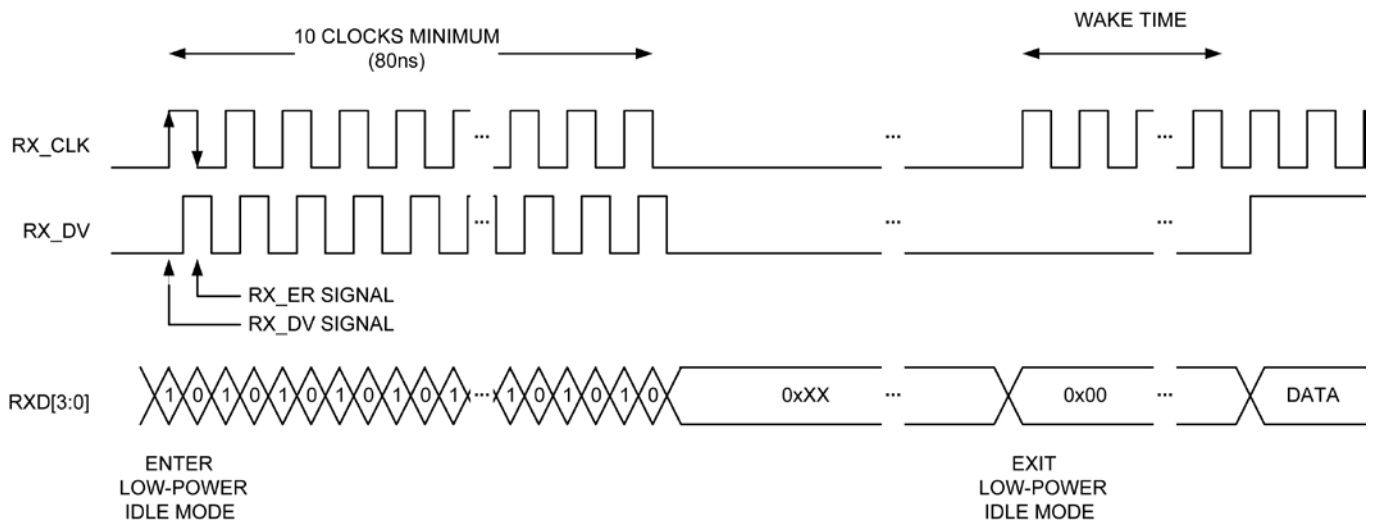 10 CLOCKS MINIMUM
(80ns)
WAKE TIME
RX_CLK
... ... ...
RX_DV
... ... ...
RX_ER SIGNAL
RX_DV SIGNAL
RXD[3:0] 1 0 1 0 1 0 1 0 1 0 1 ... 1 0 1 0 1 0 0xXX ... 0x00 ... DATA
ENTER
LOW-POWER
IDLE MODE
EXIT
LOW-POWER
IDLE MODE